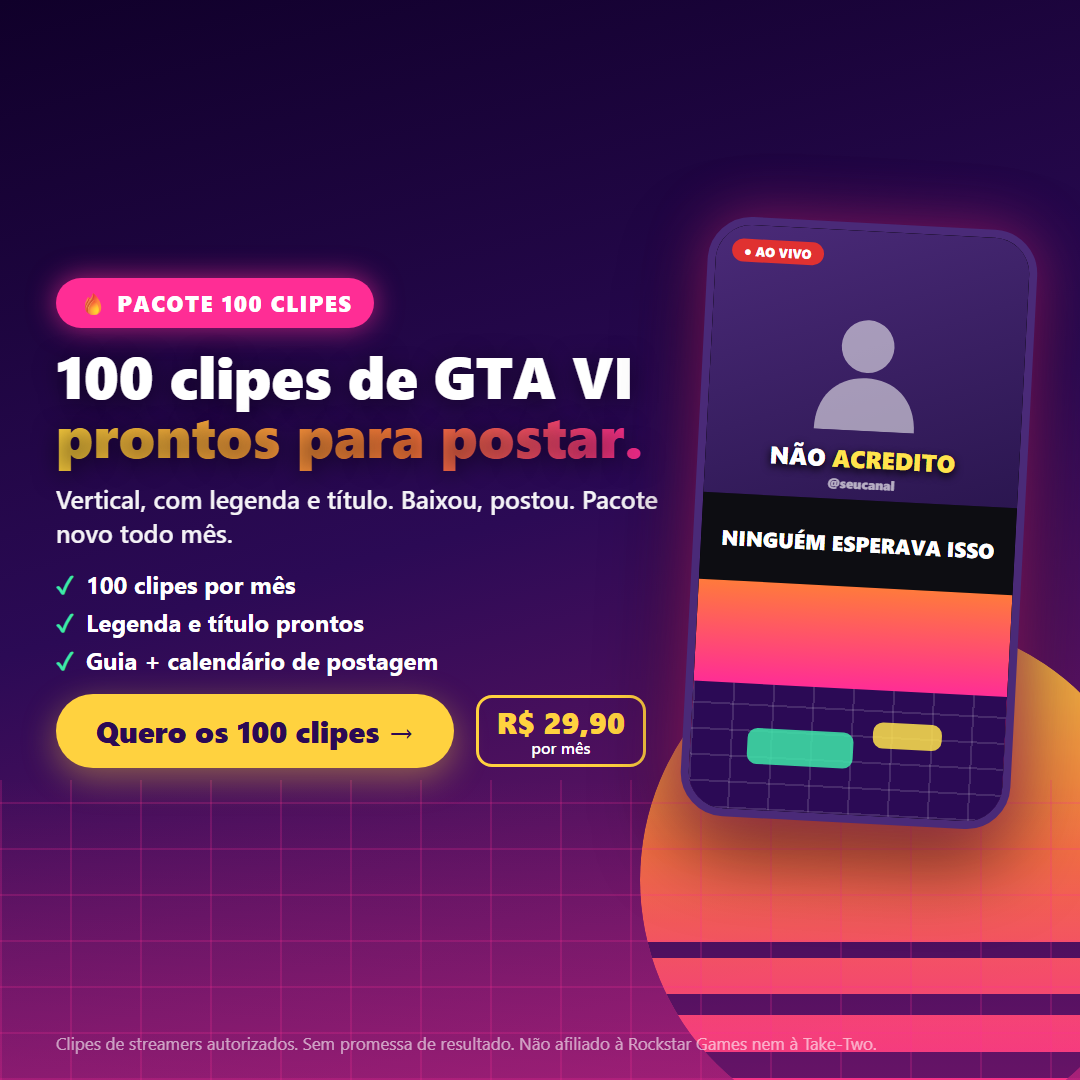 🔥 PACOTE 100 CLIPES
100 clipes de GTA VI
prontos para postar.
Vertical, com legenda e título. Baixou, postou. Pacote
novo todo mês.
✓ 100 clipes por mês
✓ Legenda e título prontos
✓ Guia + calendário de postagem
Quero os 100 clipes →
R$ 29,90
por mês
● AO VIVO
NÃO ACREDITO
@seucanal
NINGUÉM ESPERAVA ISSO
Clipes de streamers autorizados. Sem promessa de resultado. Não afiliado à Rockstar Games nem à Take-Two.